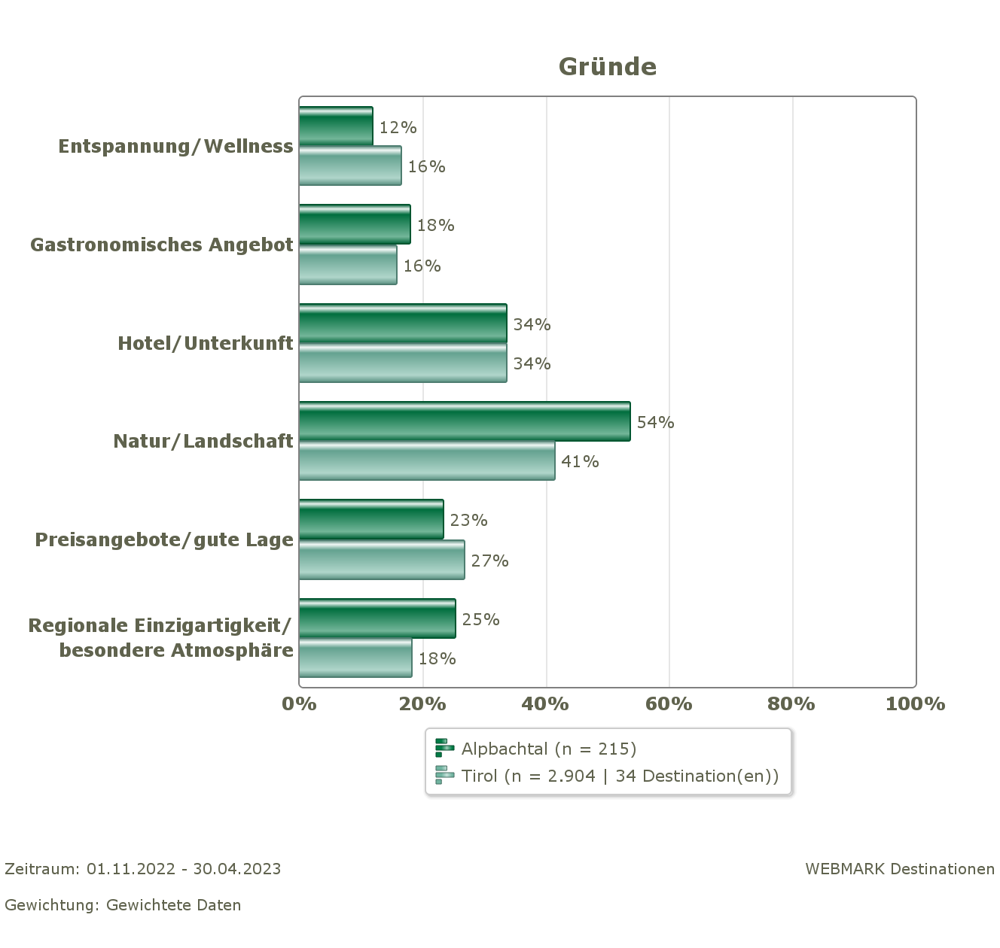 Gründe
Entspannung/Wellness
12%
16%
Gastronomisches Angebot
18%
16%
Hotel/Unterkunft
34%
34%
Natur/Landschaft
54%
41%
Preisangebote/gute Lage
23%
27%
Regionale Einzigartigkeit/
besondere Atmosphäre
25%
18%
0% 20% 40% 60% 80% 100%
Alpbachtal (n = 215)
Tirol (n = 2.904 | 34 Destination(en))
Zeitraum: 01.11.2022 - 30.04.2023
WEBMARK Destinationen
Gewichtung: Gewichtete Daten